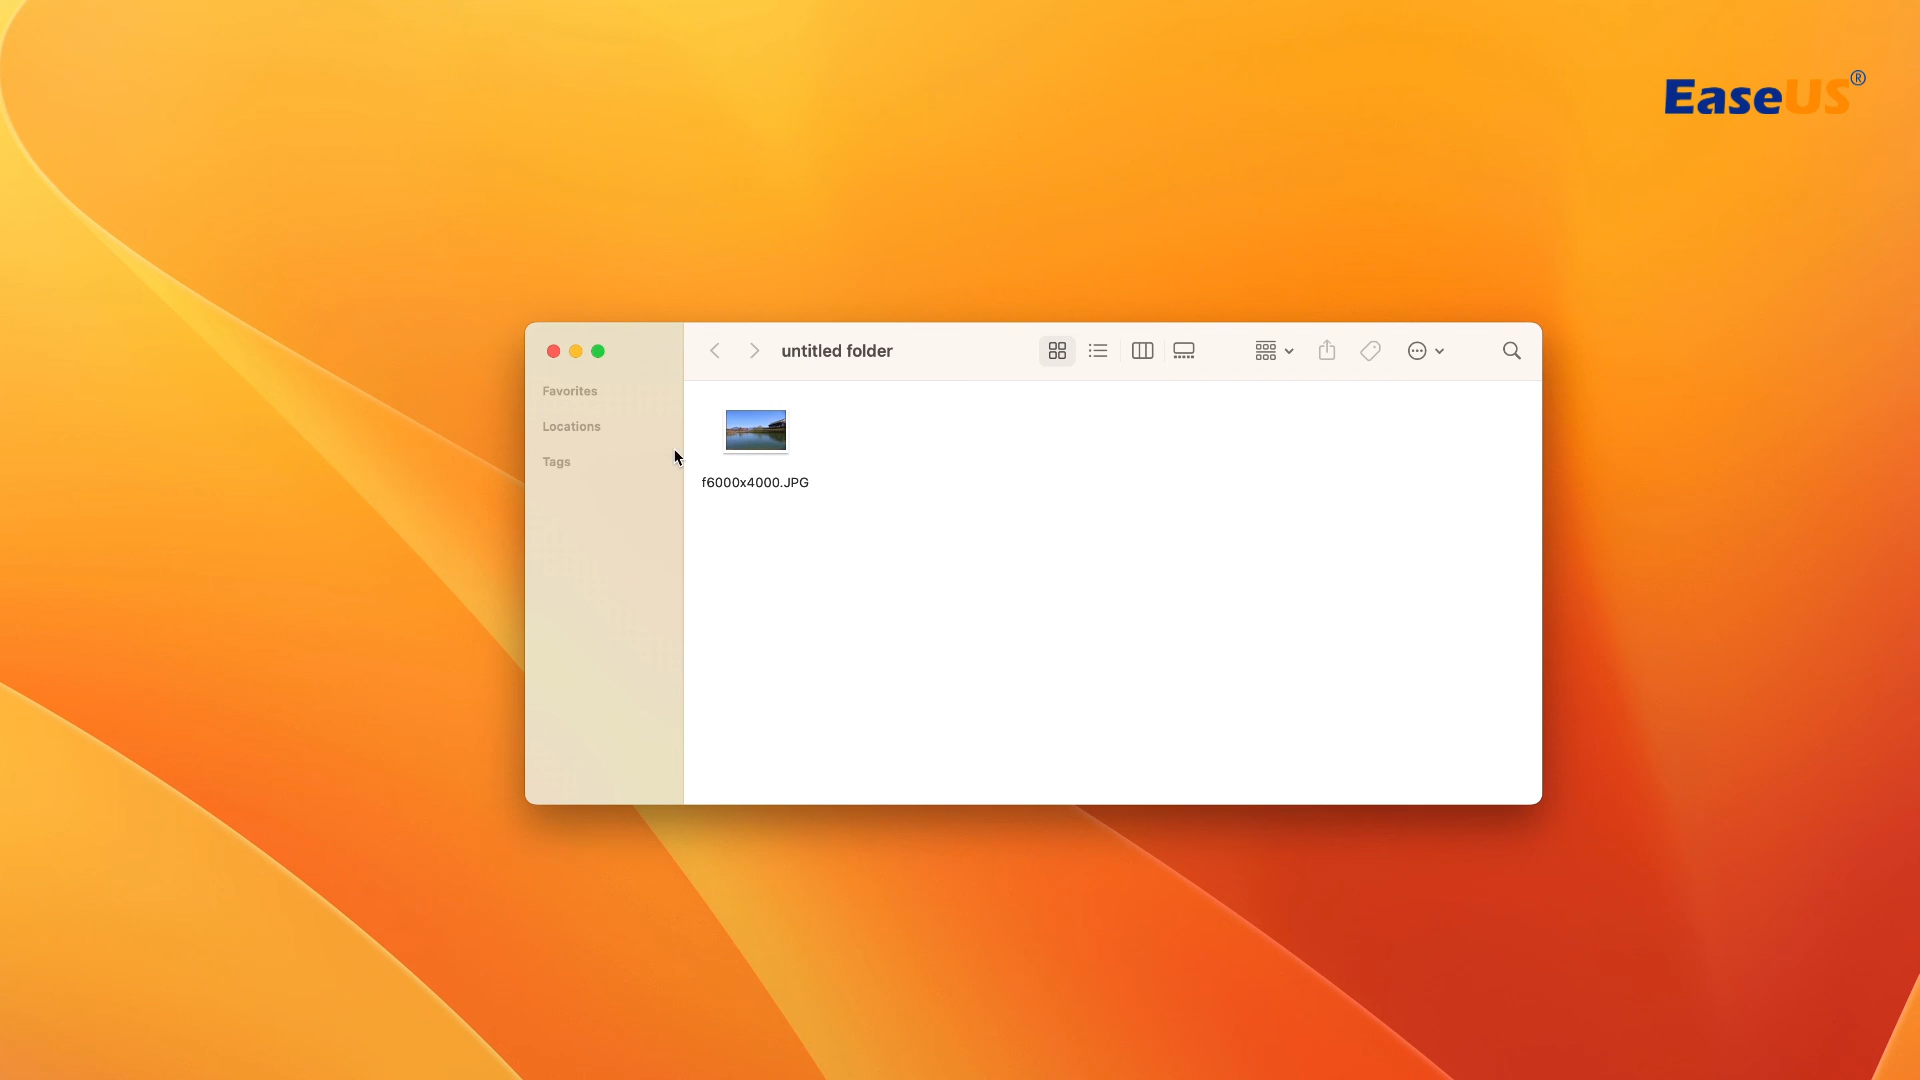 EaseUS®
untitled folder
Favorites
Locations
Tags
f6000x4000.JPG